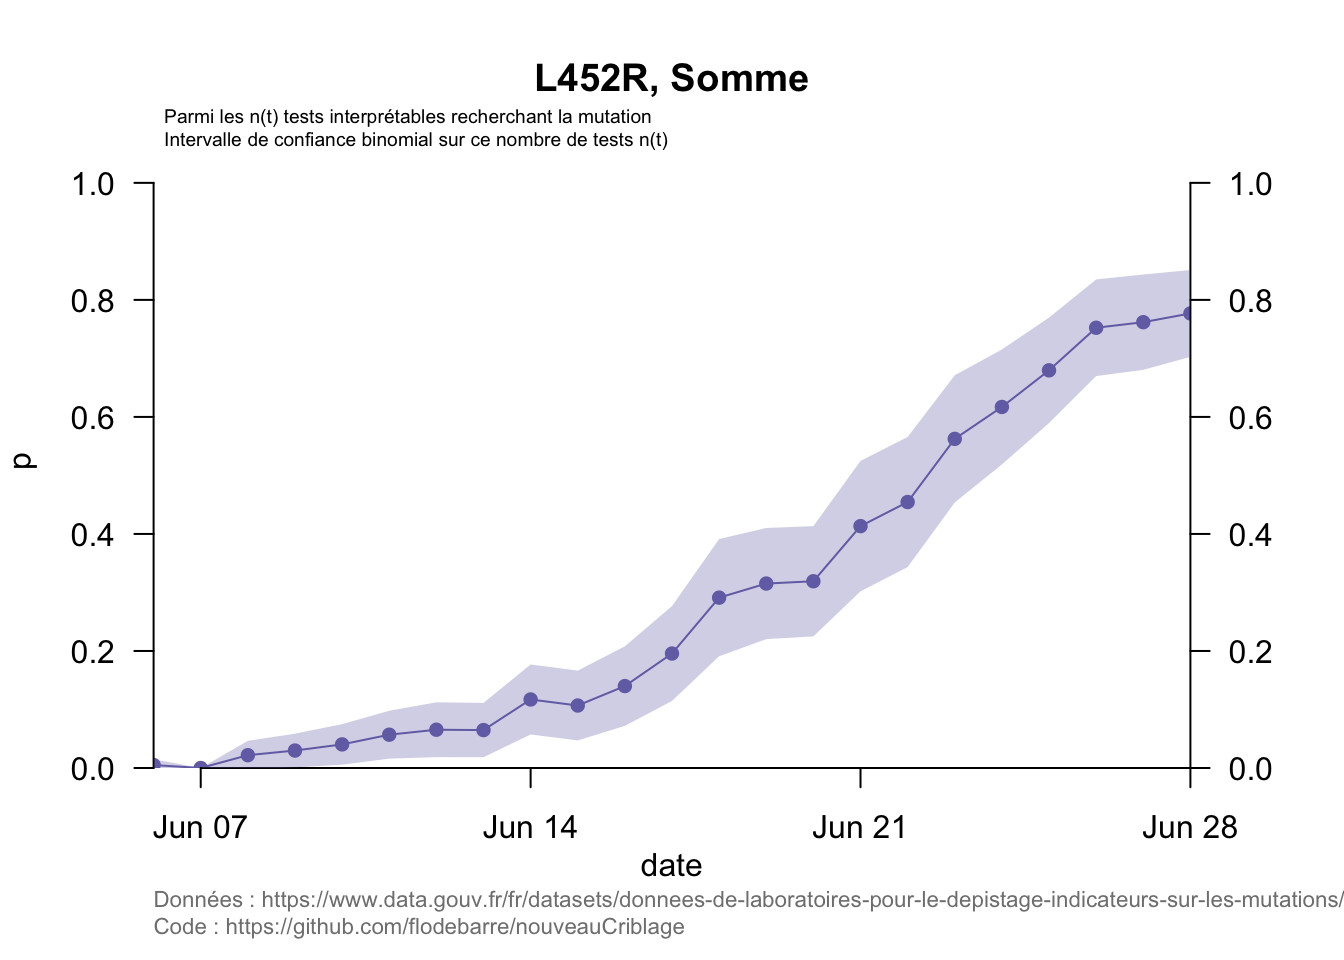 L452R, Somme
Parmi les n(t) tests interprétables recherchant la mutation
Intervalle de confiance binomial sur ce nombre de tests n(t)
1.0 1.0
0.8 0.8
0.6 0.6
p
0.4 0.4
0.2 0.2
0.0 0.0
Jun 07 Jun 14 Jun 21 Jun 28
date
Données : https://www.data.gouv.fr/fr/datasets/donnees-de-laboratoires-pour-le-depistage-indicateurs-sur-les-mutations/
Code : https://github.com/flodebarre/nouveauCriblage